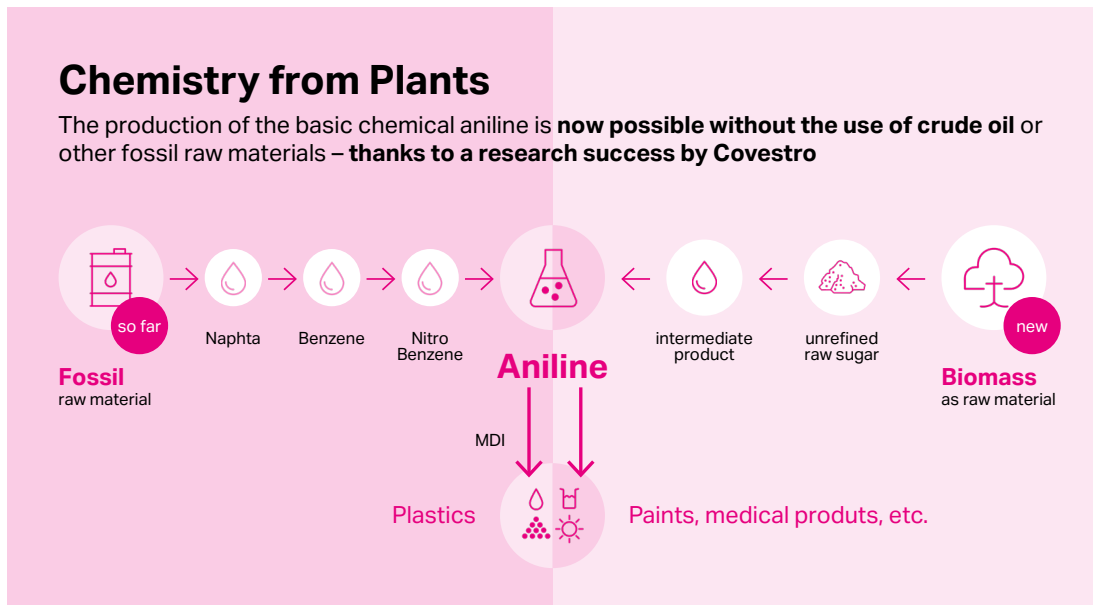 Chemistry from Plants
The production of the basic chemical aniline is now possible without the use of crude oil or
other fossil raw materials – thanks to a research success by Covestro
so far
new
Naphta
Benzene
Nitro
Benzene
intermediate
product
unrefined
raw sugar
Aniline
Fossil
raw material
Biomass
as raw material
MDI
Plastics
Paints, medical produts, etc.